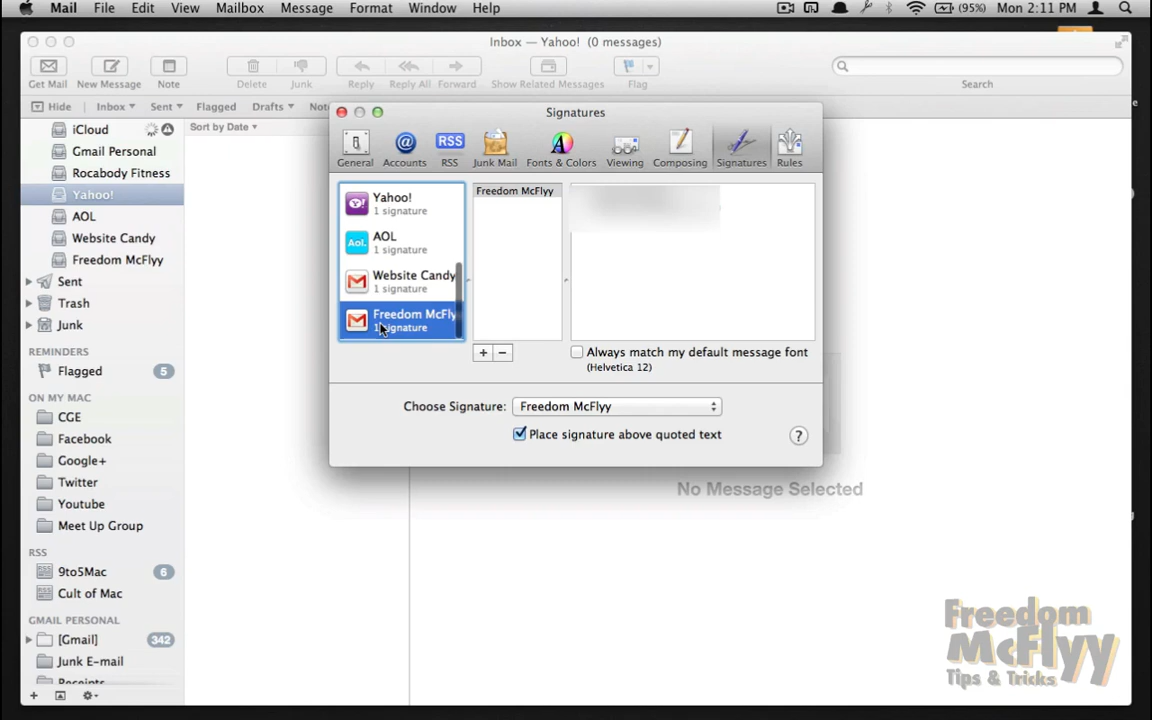 Mail File Edit View Mailbox Message Format Window Help (95%) Mon 2:11 PM
Inbox — Yahoo! (0 messages)
Get Mail New Message Note Delete Junk Reply Reply All Forward Show Related Messages Flag Search
Hide Inbox Sent Flagged Drafts
Sort by Date
iCloud
Gmail Personal
Rocabody Fitness
Yahoo!
AOL
Website Candy
Freedom McFlyy
Sent
Trash
Junk
REMINDERS
Flagged 5
ON MY MAC
CGE
Facebook
Google+
Twitter
Youtube
Meet Up Group
RSS
9to5Mac 6
Cult of Mac
GMAIL PERSONAL
[Gmail] 342
Junk E-mail
Receipts
Signatures
General Accounts RSS Junk Mail Fonts & Colors Viewing Composing Signatures Rules
RSS
Yahoo!
1 signature
Aol.
AOL
1 signature
Website Candy
1 signature
Freedom McFly
1 signature
Freedom McFlyy
+ −
Always match my default message font
(Helvetica 12)
Choose Signature: Freedom McFlyy
Place signature above quoted text
?
No Message Selected
Freedom
McFlyy
Tips & Tricks